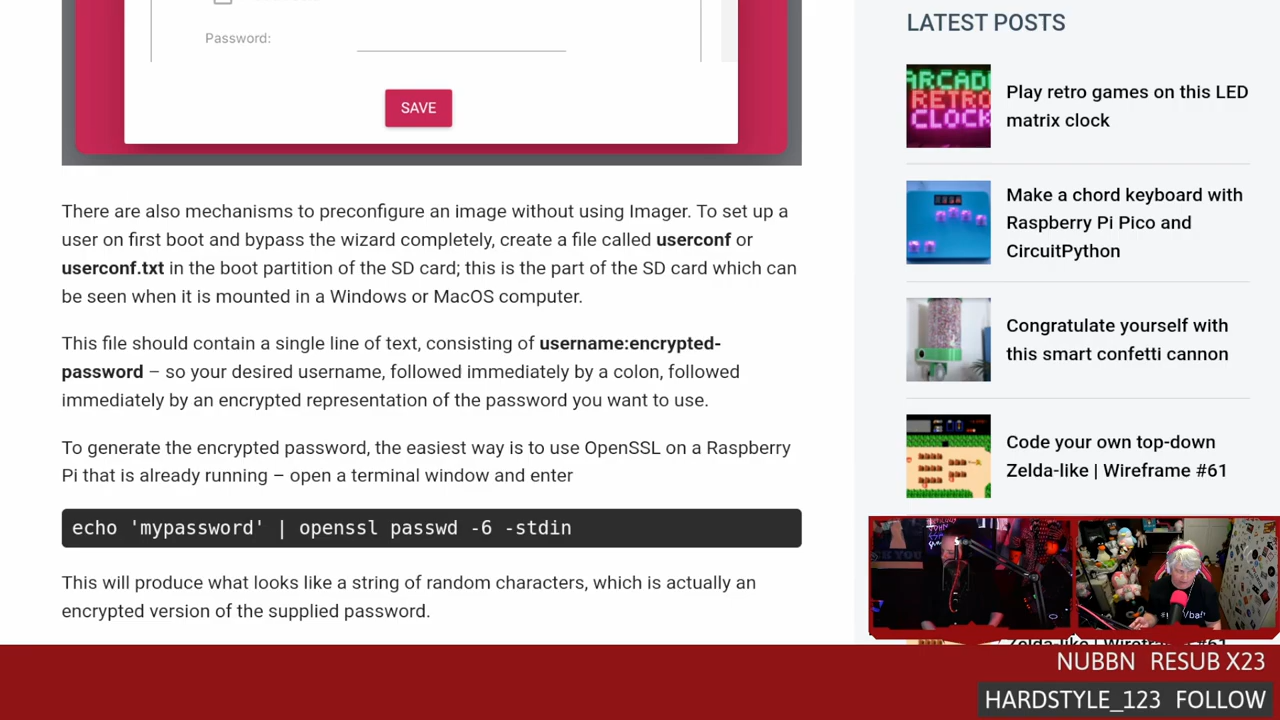 Password:
SAVE
There are also mechanisms to preconfigure an image without using Imager. To set up a
user on first boot and bypass the wizard completely, create a file called userconf or
userconf.txt in the boot partition of the SD card; this is the part of the SD card which can
be seen when it is mounted in a Windows or MacOS computer.
This file should contain a single line of text, consisting of username:encrypted-
password – so your desired username, followed immediately by a colon, followed
immediately by an encrypted representation of the password you want to use.
To generate the encrypted password, the easiest way is to use OpenSSL on a Raspberry
Pi that is already running – open a terminal window and enter
echo 'mypassword' | openssl passwd -6 -stdin
This will produce what looks like a string of random characters, which is actually an
encrypted version of the supplied password.
LATEST POSTS
ARCADE
RETRO
CLOCK
Play retro games on this LED
matrix clock
Make a chord keyboard with
Raspberry Pi Pico and
CircuitPython
Congratulate yourself with
this smart confetti cannon
Code your own top-down
Zelda-like | Wireframe #61
Zelda-like | Wireframe #61
NUBBN RESUB X23
HARDSTYLE_123 FOLLOW